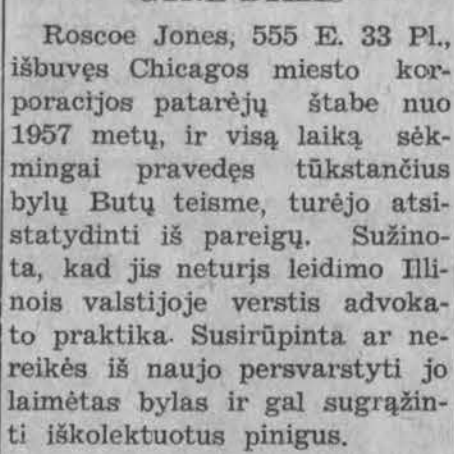 Roscoe Jones, 555 E. 33 Pl.,
išbuvęs Chicagos miesto kor-
poracijos patarėjų štabe nuo
1957 metų, ir visą laiką sėk-
mingai pravedęs tūkstančius
bylų Butų teisme, turėjo atsi-
statydinti iš pareigų. Sužino-
ta, kad jis neturįs leidimo Illi-
nois valstijoje verstis advoka-
to praktika. Susirūpinta ar ne-
reikės iš naujo persvarstyti jo
laimėtas bylas ir gal sugrąžin-
ti iškolektuotus pinigus.